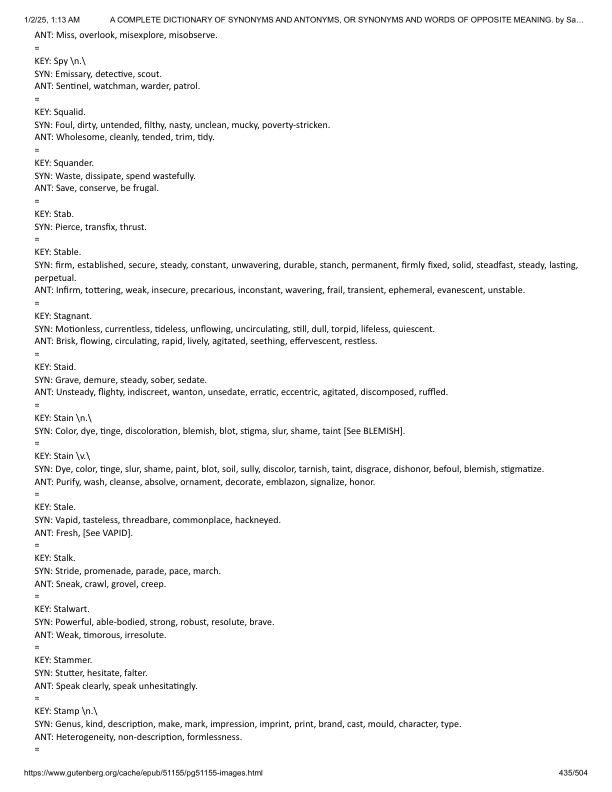 1/2/25, 1:13 AM A COMPLETE DICTIONARY OF SYNONYMS AND ANTONYMS, OR SYNONYMS AND WORDS OF OPPOSITE MEANING. by Sa…
ANT: Miss, overlook, misexplore, misobserve.
=
KEY: Spy \n.\
SYN: Emissary, detective, scout.
ANT: Sentinel, watchman, warder, patrol.
=
KEY: Squalid.
SYN: Foul, dirty, untended, filthy, nasty, unclean, mucky, poverty-stricken.
ANT: Wholesome, cleanly, tended, trim, tidy.
=
KEY: Squander.
SYN: Waste, dissipate, spend wastefully.
ANT: Save, conserve, be frugal.
=
KEY: Stab.
SYN: Pierce, transfix, thrust.
=
KEY: Stable.
SYN: firm, established, secure, steady, constant, unwavering, durable, stanch, permanent, firmly fixed, solid, steadfast, steady, lasting,
perpetual.
ANT: Infirm, tottering, weak, insecure, precarious, inconstant, wavering, frail, transient, ephemeral, evanescent, unstable.
=
KEY: Stagnant.
SYN: Motionless, currentless, tideless, unflowing, uncirculating, still, dull, torpid, lifeless, quiescent.
ANT: Brisk, flowing, circulating, rapid, lively, agitated, seething, effervescent, restless.
=
KEY: Staid.
SYN: Grave, demure, steady, sober, sedate.
ANT: Unsteady, flighty, indiscreet, wanton, unsedate, erratic, eccentric, agitated, discomposed, ruffled.
=
KEY: Stain \n.\
SYN: Color, dye, tinge, discoloration, blemish, blot, stigma, slur, shame, taint [See BLEMISH].
=
KEY: Stain \v.\
SYN: Dye, color, tinge, slur, shame, paint, blot, soil, sully, discolor, tarnish, taint, disgrace, dishonor, befoul, blemish, stigmatize.
ANT: Purify, wash, cleanse, absolve, ornament, decorate, emblazon, signalize, honor.
=
KEY: Stale.
SYN: Vapid, tasteless, threadbare, commonplace, hackneyed.
ANT: Fresh, [See VAPID].
=
KEY: Stalk.
SYN: Stride, promenade, parade, pace, march.
ANT: Sneak, crawl, grovel, creep.
=
KEY: Stalwart.
SYN: Powerful, able-bodied, strong, robust, resolute, brave.
ANT: Weak, timorous, irresolute.
=
KEY: Stammer.
SYN: Stutter, hesitate, falter.
ANT: Speak clearly, speak unhesitatingly.
=
KEY: Stamp \n.\
SYN: Genus, kind, description, make, mark, impression, imprint, print, brand, cast, mould, character, type.
ANT: Heterogeneity, non-description, formlessness.
=
https://www.gutenberg.org/cache/epub/51155/pg51155-images.html 435/504